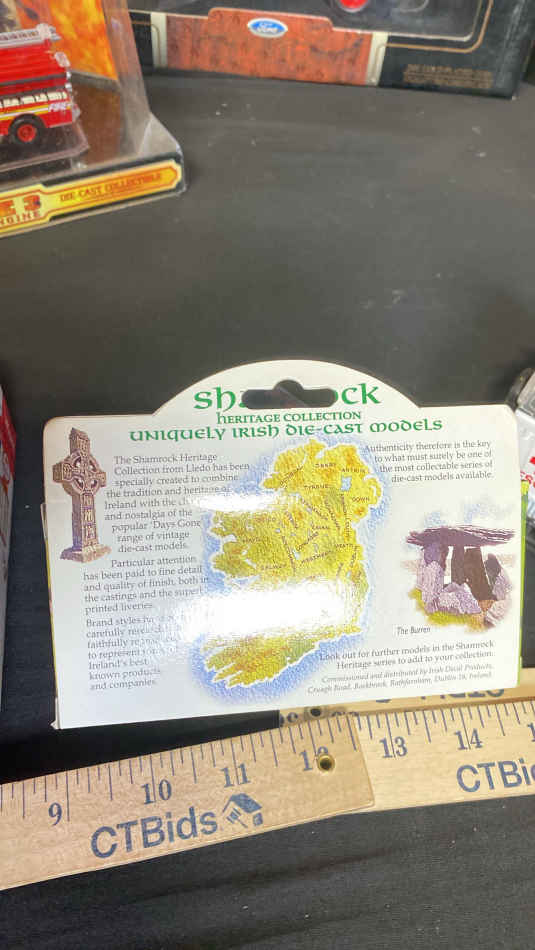 Ford
FIRE
DIE-CAST COLLECTIBLE
HERITAGE COLLECTION
UNIQUELY IRISH DIE-CAST MODELS
The Shamrock Heritage
Collection from Lledo has been
specially created to combine
the tradition and heritage of
Ireland with the
and nostalgia of the
popular 'Days Gone'
range of vintage
die-cast models.
Particular attention
has been paid to fine detail
and quality of finish, both in
the castings and the superb
printed liveries.
Brand styles
carefully
faithfully
to represent
Ireland's best
known products
and companies.
DERRY
ANTRIM
TYRONE
DOWN
CAVAN
MEATH
GALWAY
Authenticity therefore is the key
to what must surely be one of
the most collectable series of
die-cast models available.
The Burren
Look out for further models in the Shamrock
Heritage series to add to your collection.
Commissioned and distributed by Irish Decal Products,
Cruagh Road, Rockbrook, Rathfarnham, Dublin 16, Ireland.
9 10 11 12 13 14
CTBids
CTBi